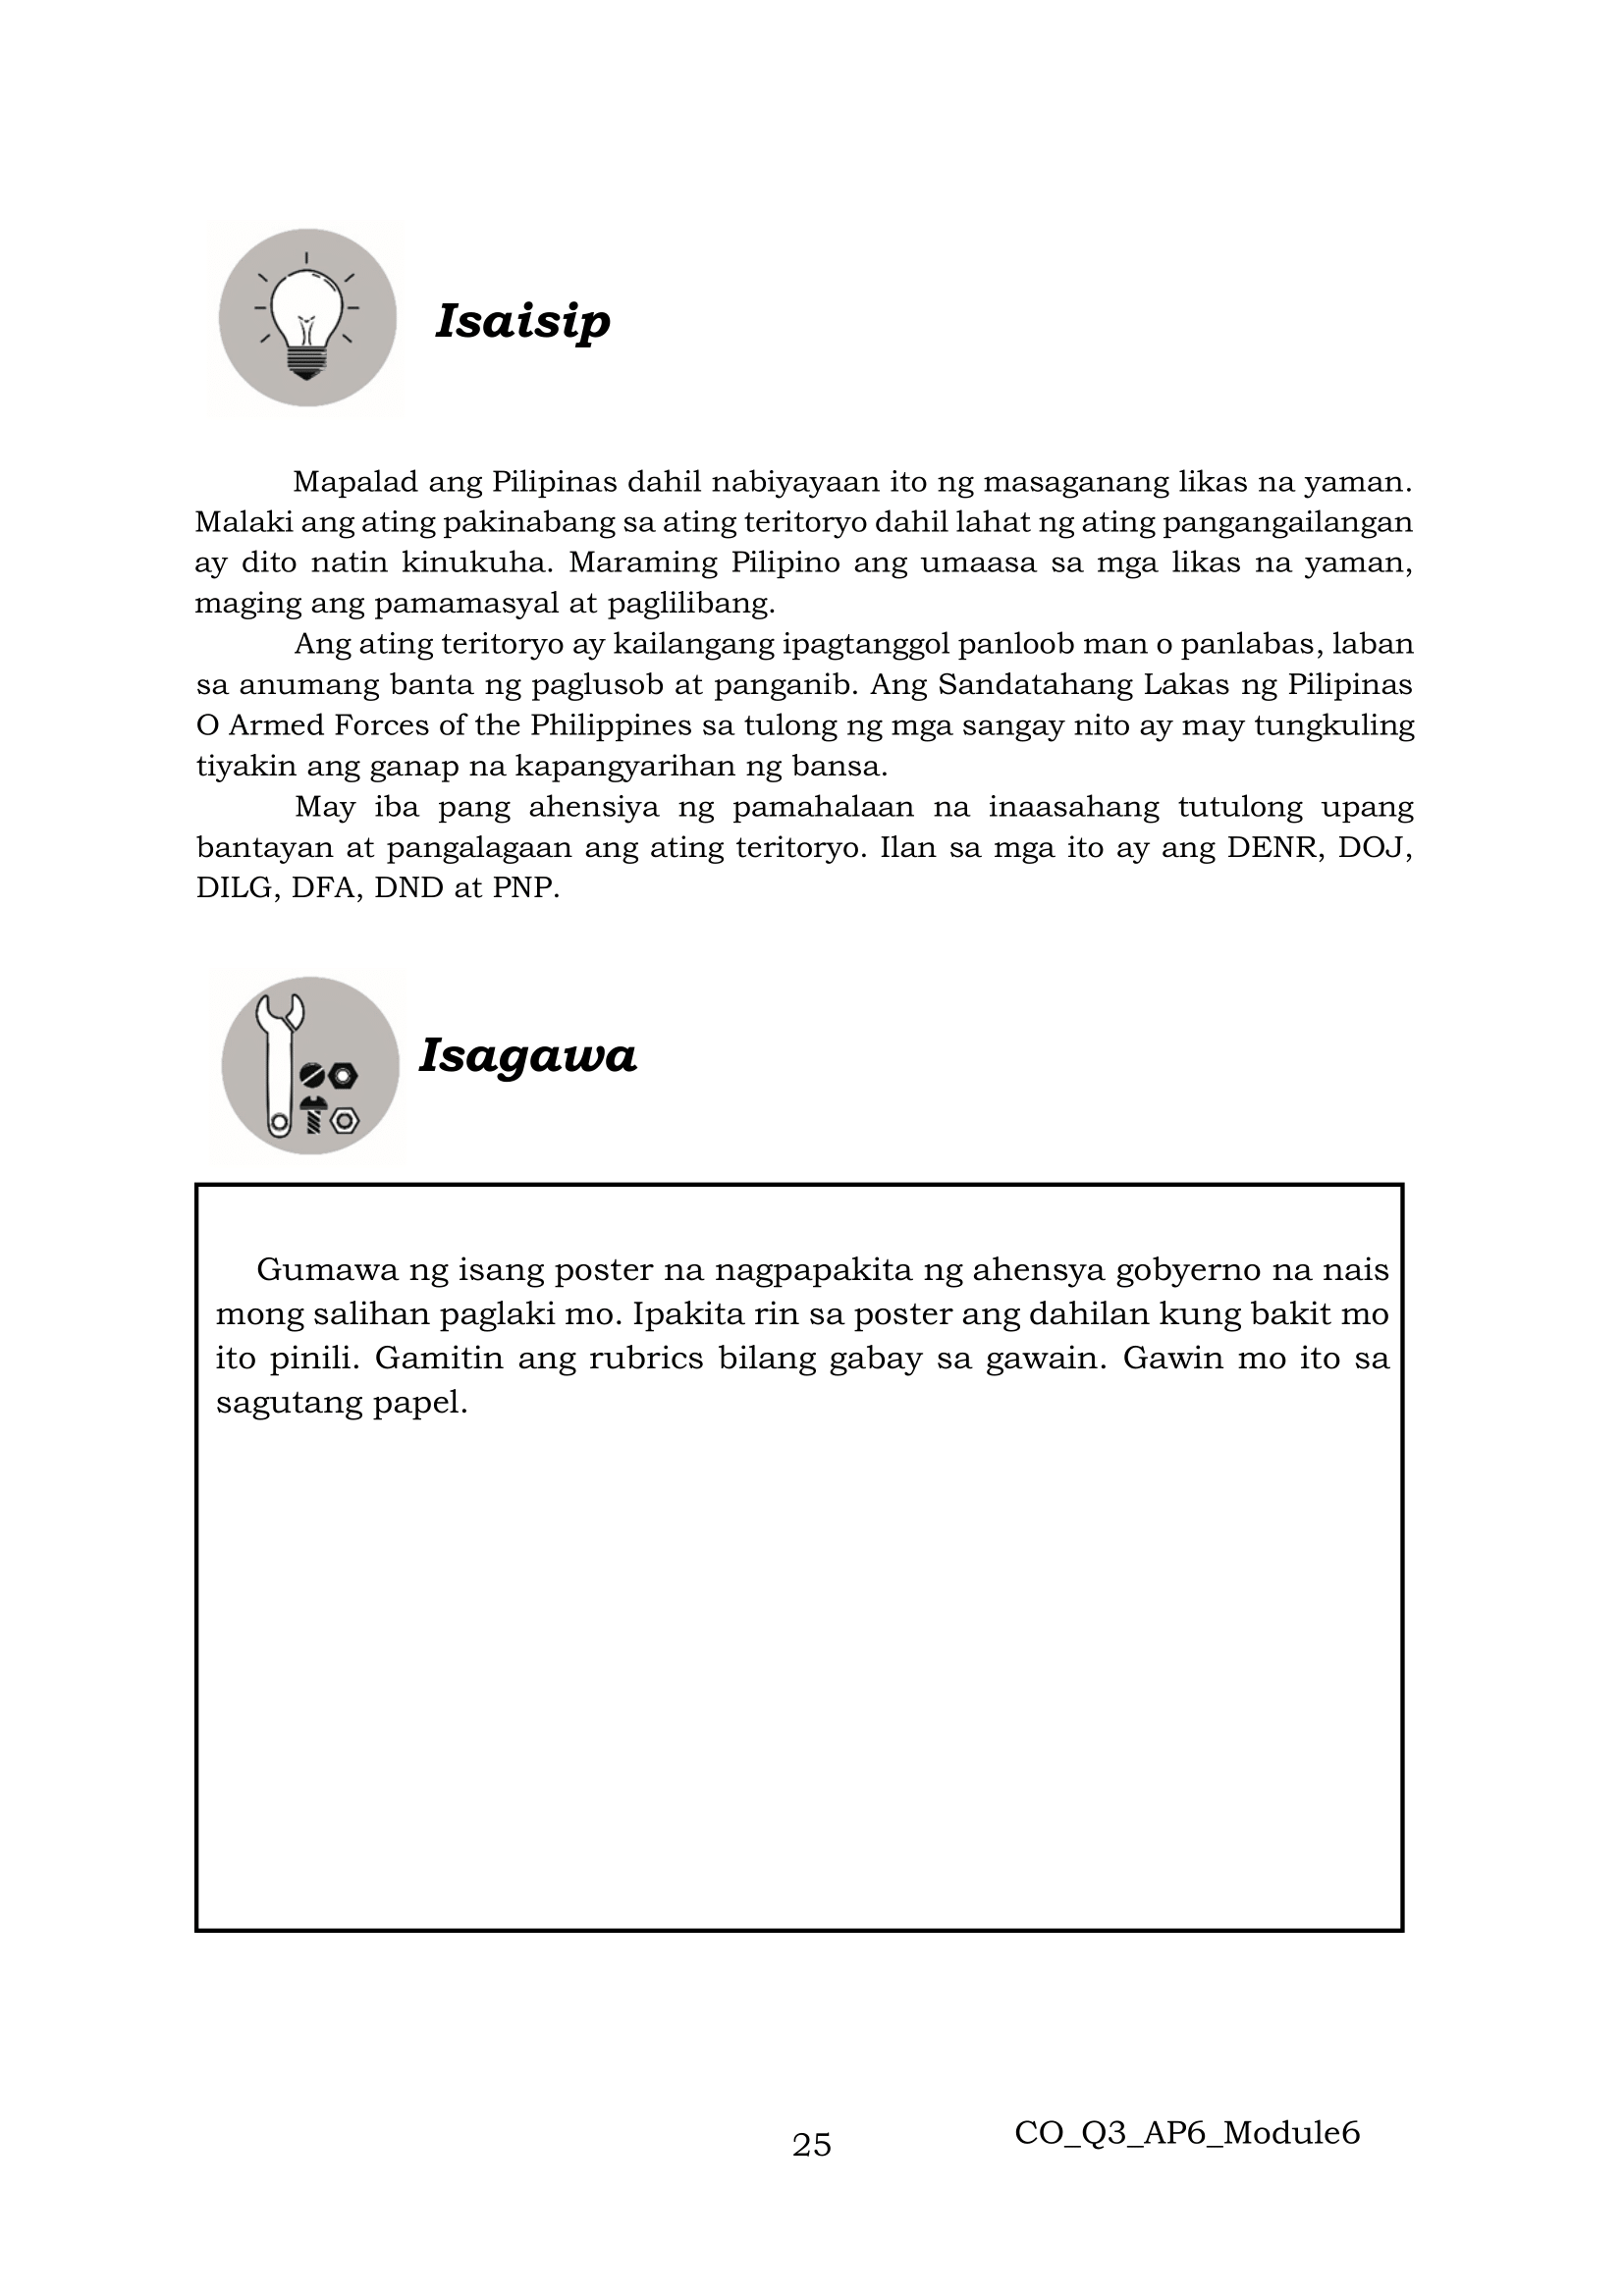 Isaisip
Mapalad ang Pilipinas dahil nabiyayaan ito ng masaganang likas na yaman.
Malaki ang ating pakinabang sa ating teritoryo dahil lahat ng ating pangangailangan
ay dito natin kinukuha. Maraming Pilipino ang umaasa sa mga likas na yaman,
maging ang pamamasyal at paglilibang.
Ang ating teritoryo ay kailangang ipagtanggol panloob man o panlabas, laban
sa anumang banta ng paglusob at panganib. Ang Sandatahang Lakas ng Pilipinas
O Armed Forces of the Philippines sa tulong ng mga sangay nito ay may tungkuling
tiyakin ang ganap na kapangyarihan ng bansa.
May iba pang ahensiya ng pamahalaan na inaasahang tutulong upang
bantayan at pangalagaan ang ating teritoryo. Ilan sa mga ito ay ang DENR, DOJ,
DILG, DFA, DND at PNP.
Isagawa
Gumawa ng isang poster na nagpapakita ng ahensya gobyerno na nais
mong salihan paglaki mo. Ipakita rin sa poster ang dahilan kung bakit mo
ito pinili. Gamitin ang rubrics bilang gabay sa gawain. Gawin mo ito sa
sagutang papel.
25
CO_Q3_AP6_Module6